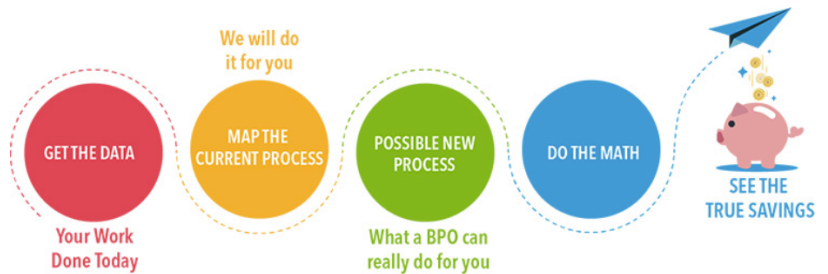 GET THE DATA
Your Work
Done Today
We will do
it for you
MAP THE
CURRENT PROCESS
POSSIBLE NEW
PROCESS
What a BPO can
really do for you
DO THE MATH
SEE THE
TRUE SAVINGS